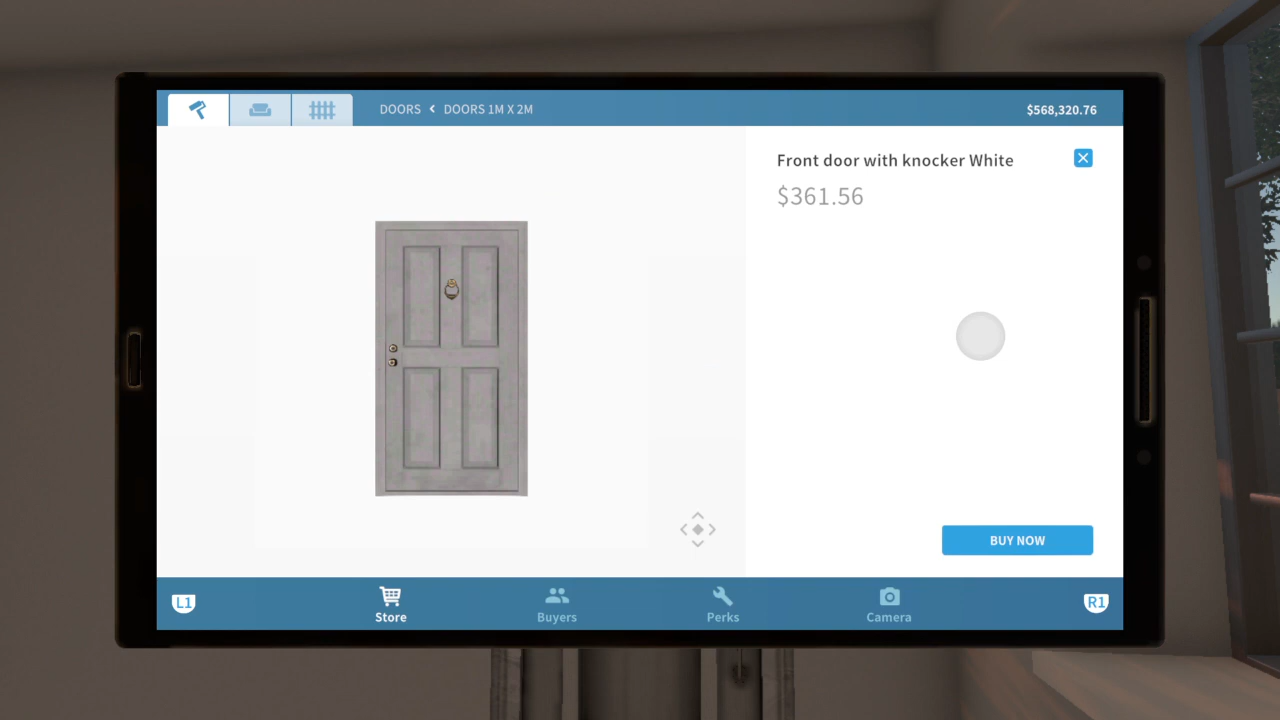 DOORS < DOORS 1M X 2M
$568,320.76
Front door with knocker White
$361.56
BUY NOW
L1
Store
Buyers
Perks
Camera
R1